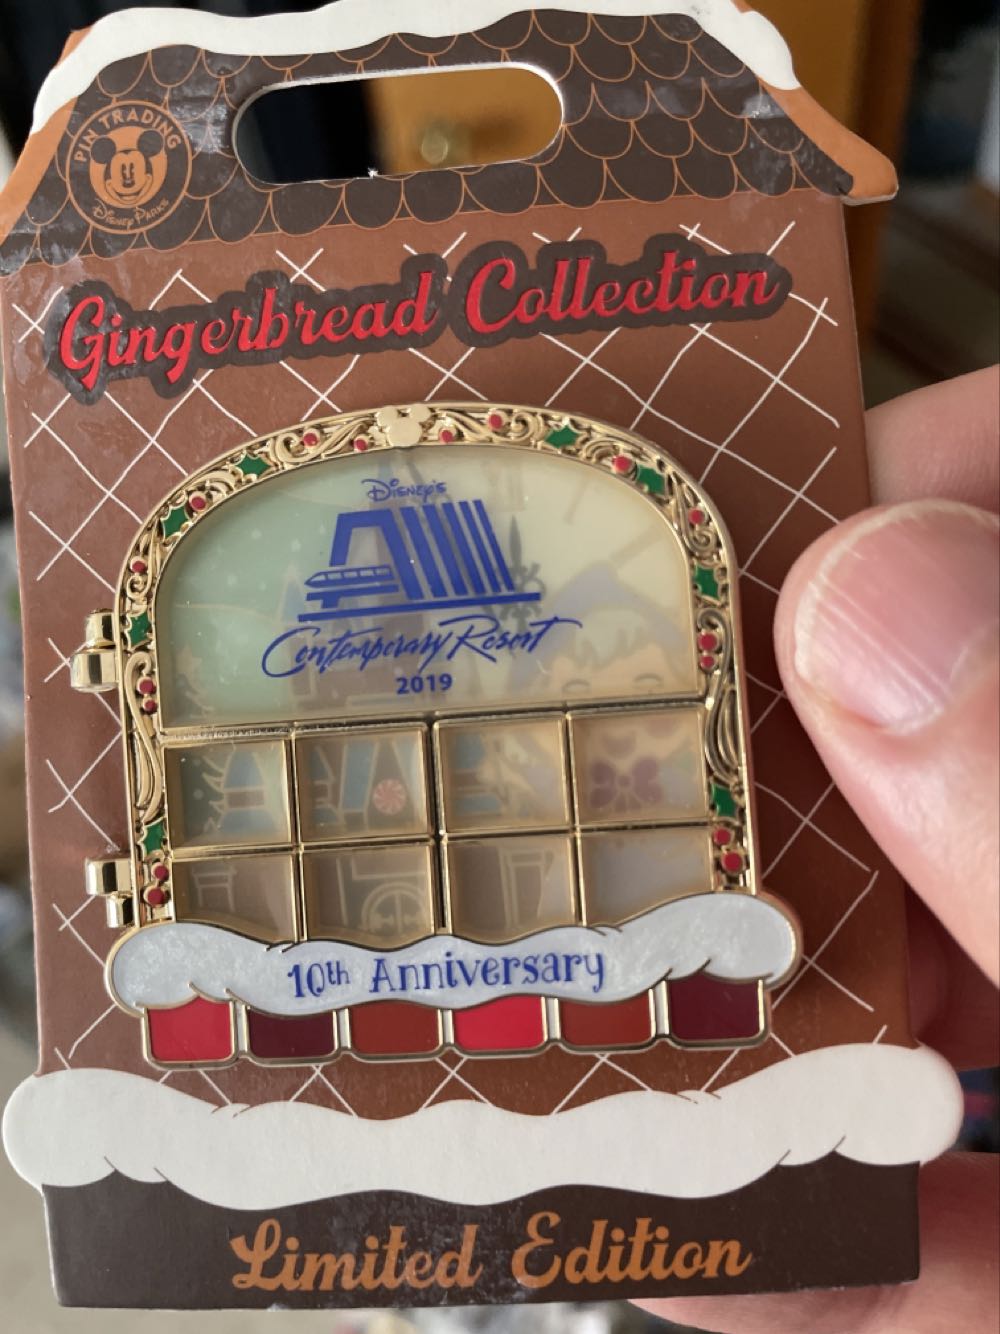 PIN TRADING
Disney Parks
Gingerbread Collection
Disney's
Contemporary Resort
2019
10th Anniversary
Limited Edition